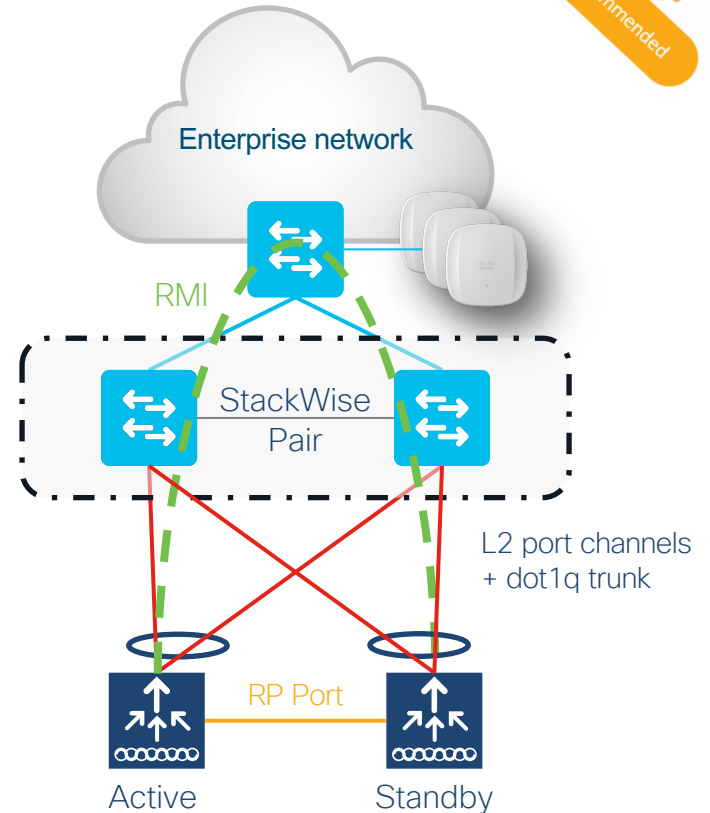 Enterprise network
RMI
StackWise
Pair
L2 port channels
+ dot1q trunk
RP Port
Active
Standby